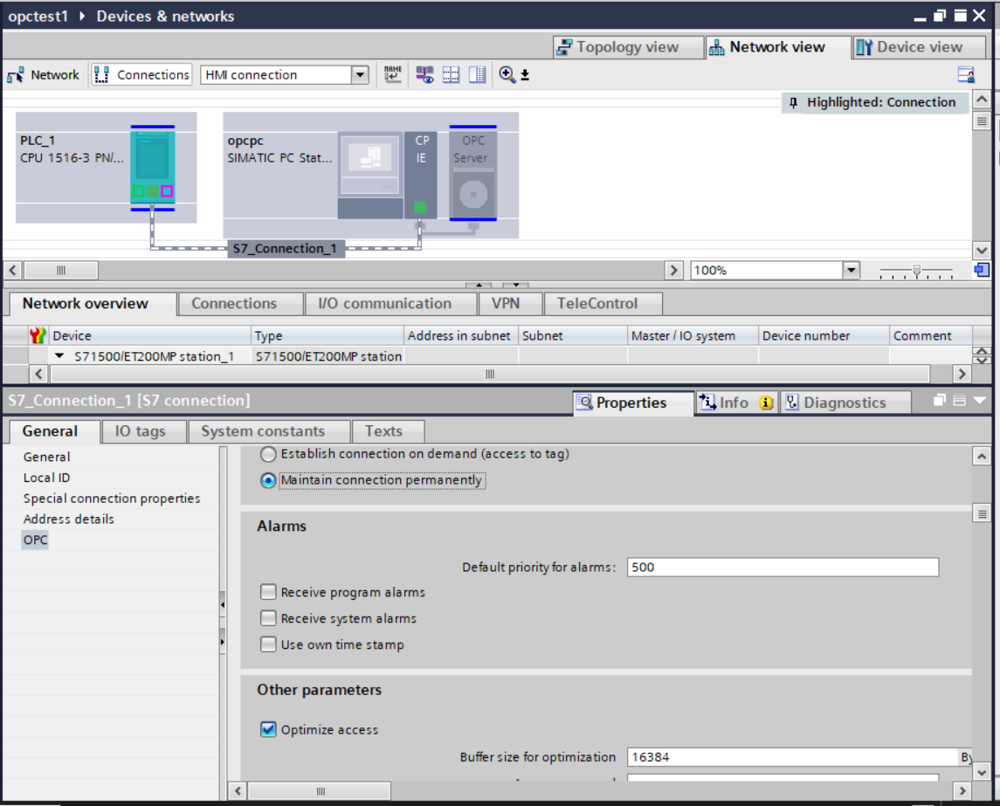 opctest1 ▸ Devices & networks
Topology view
Network view
Device view
Network
Connections
HMI connection
100%
Highlighted: Connection
PLC_1
CPU 1516-3 PN/...
opcpc
SIMATIC PC Stat...
CP
IE
OPC
Server
S7_Connection_1
100%
Network overview
Connections
I/O communication
VPN
TeleControl
Device
Type
Address in subnet
Subnet
Master / IO system
Device number
Comment
S71500/ET200MP station_1
S71500/ET200MP station
S7_Connection_1 [S7 connection]
Properties
Info
Diagnostics
General
IO tags
System constants
Texts
General
Local ID
Special connection properties
Address details
OPC
Establish connection on demand (access to tag)
Maintain connection permanently
Alarms
Default priority for alarms:
500
Receive program alarms
Receive system alarms
Use own time stamp
Other parameters
Optimize access
Buffer size for optimization
16384
By